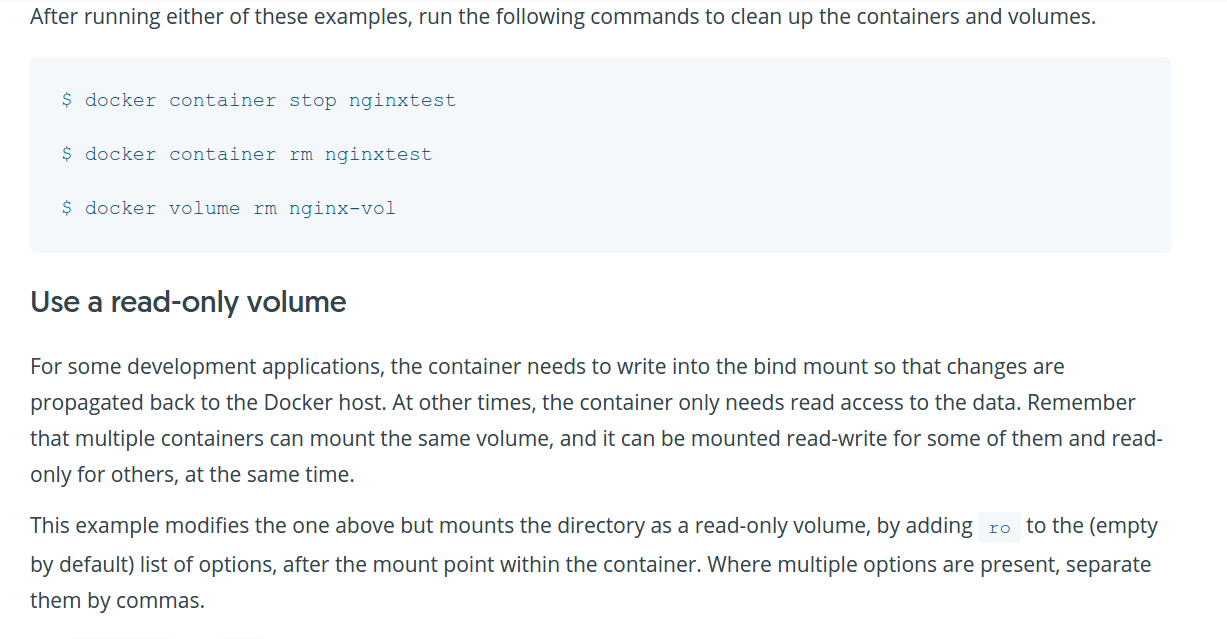 After running either of these examples, run the following commands to clean up the containers and volumes.
$ docker container stop nginxtest
$ docker container rm nginxtest
$ docker volume rm nginx-vol
Use a read-only volume
For some development applications, the container needs to write into the bind mount so that changes are
propagated back to the Docker host. At other times, the container only needs read access to the data. Remember
that multiple containers can mount the same volume, and it can be mounted read-write for some of them and read-
only for others, at the same time.
This example modifies the one above but mounts the directory as a read-only volume, by adding ro to the (empty
by default) list of options, after the mount point within the container. Where multiple options are present, separate
them by commas.